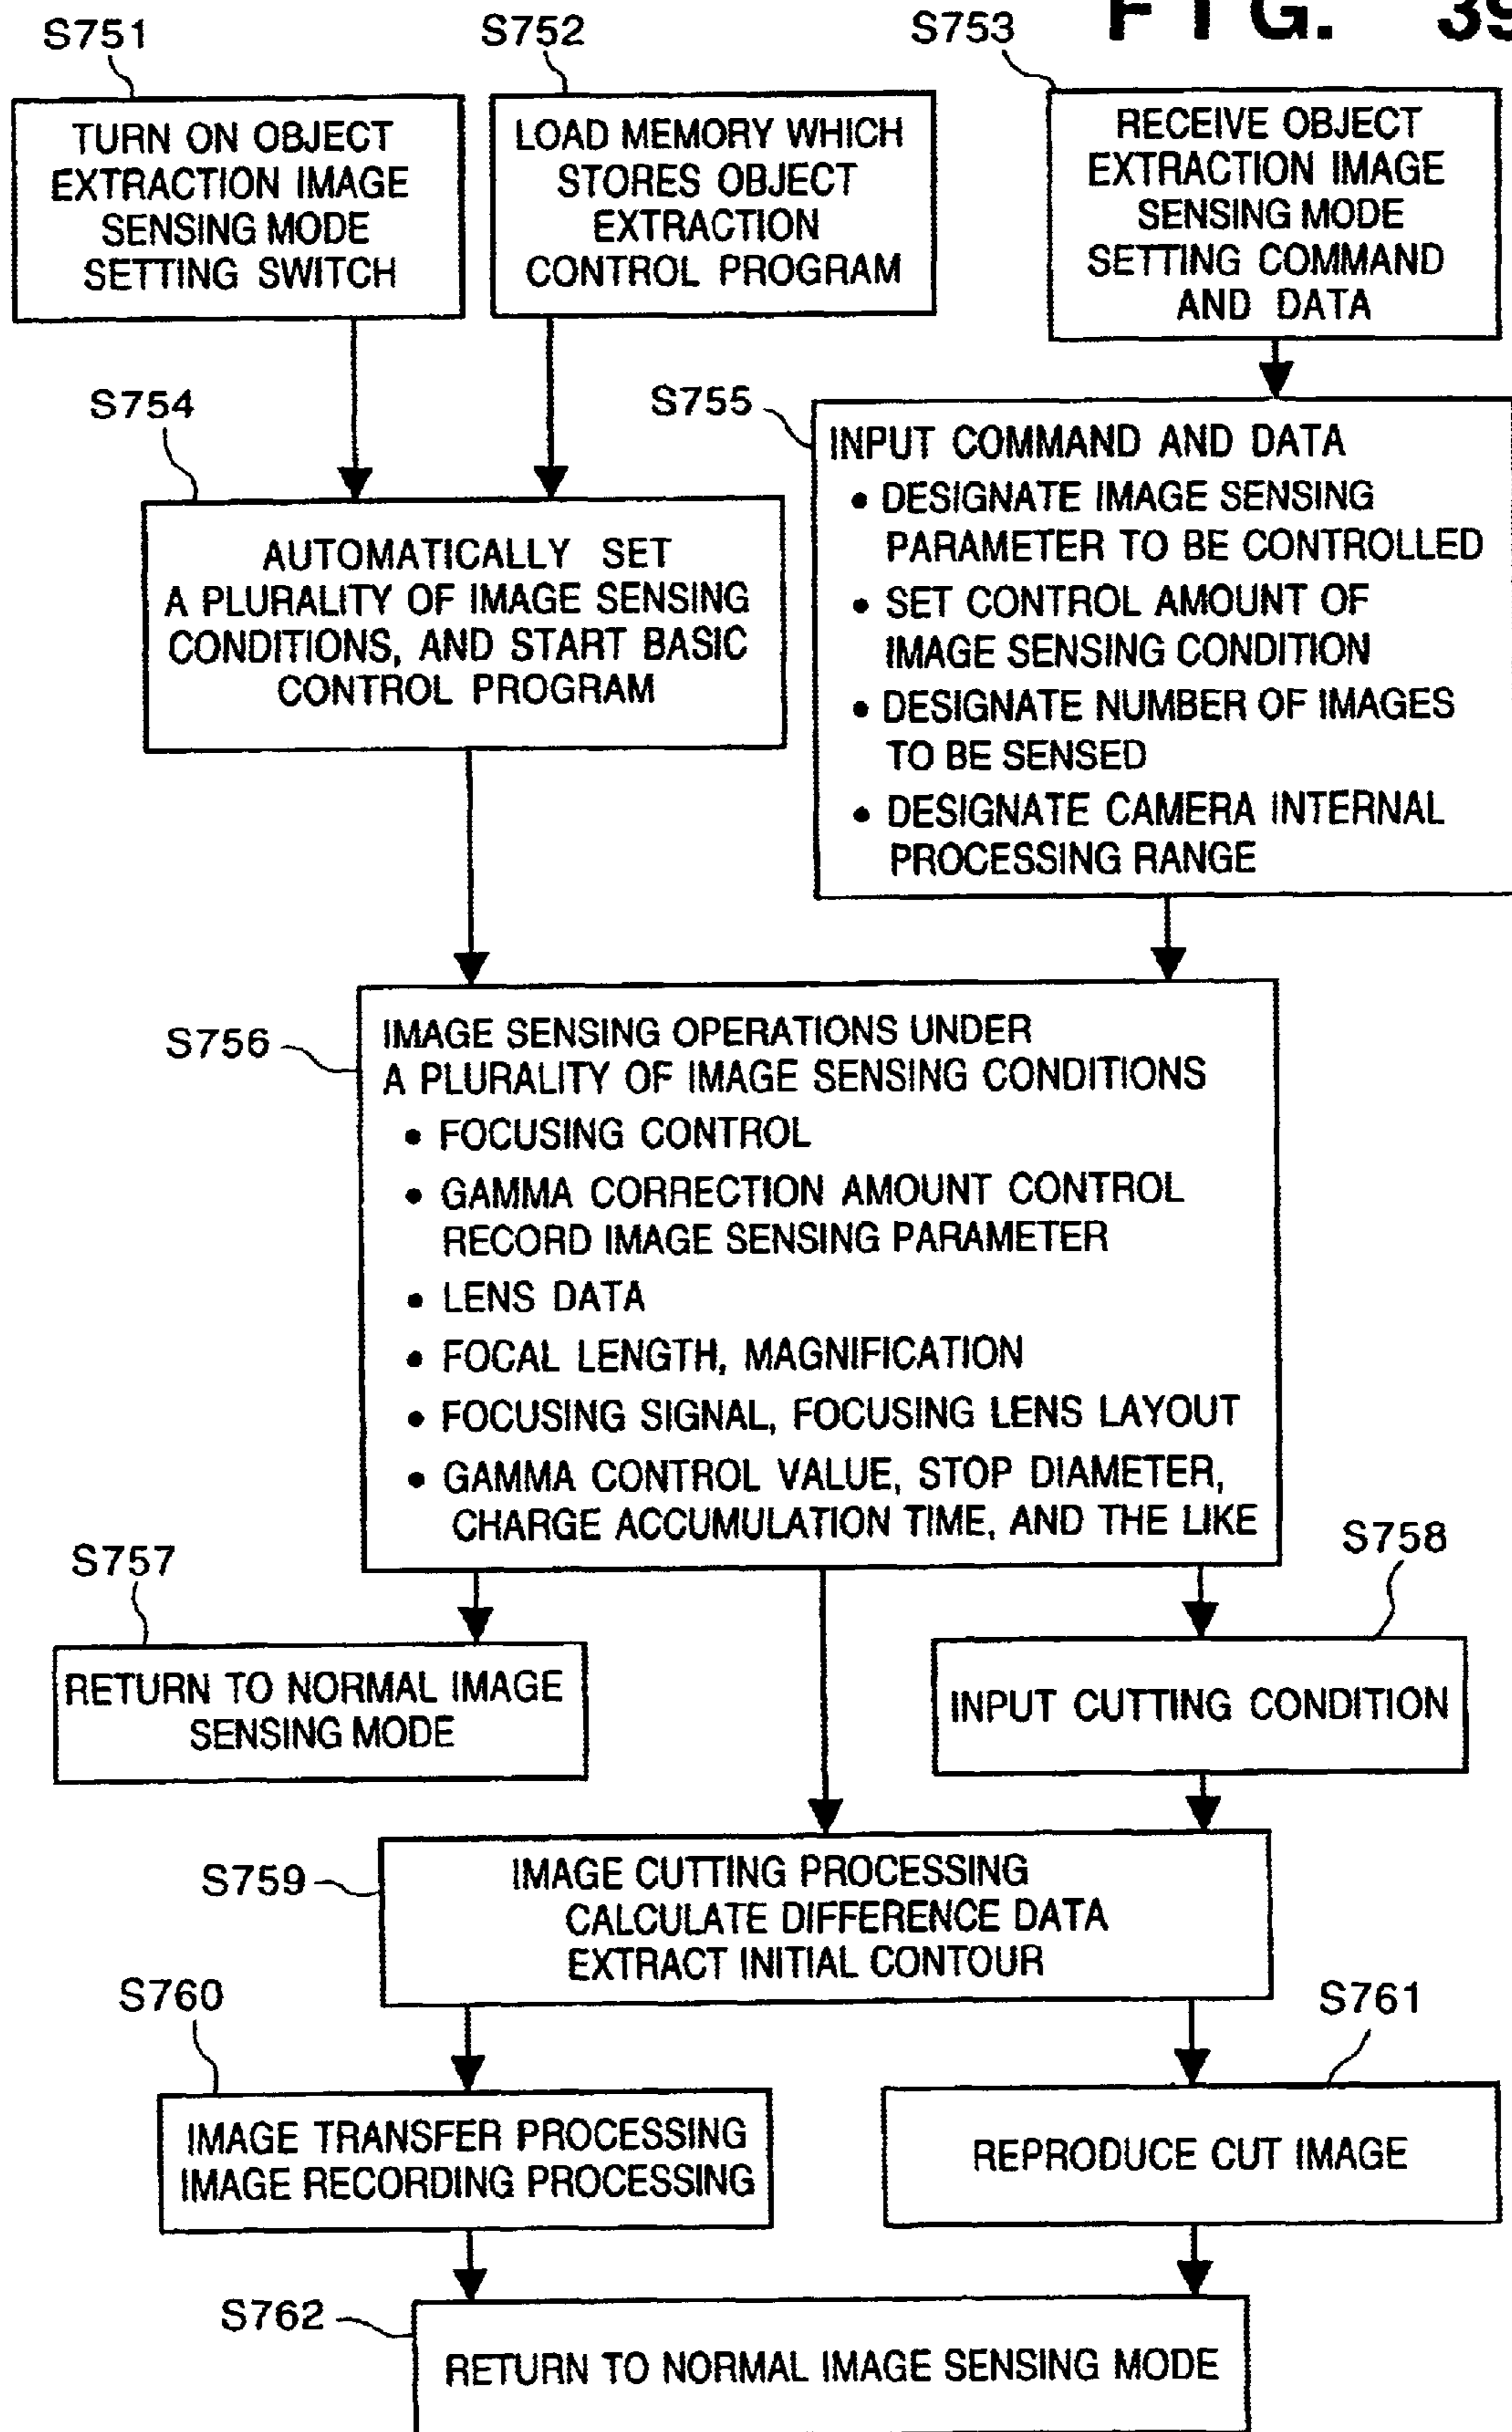 FIG. 39
S751
TURN ON OBJECT
EXTRACTION IMAGE
SENSING MODE
SETTING SWITCH
S752
LOAD MEMORY WHICH
STORES OBJECT
EXTRACTION
CONTROL PROGRAM
S753
RECEIVE OBJECT
EXTRACTION IMAGE
SENSING MODE
SETTING COMMAND
AND DATA
S754
AUTOMATICALLY SET
A PLURALITY OF IMAGE SENSING
CONDITIONS, AND START BASIC
CONTROL PROGRAM
S755
INPUT COMMAND AND DATA
• DESIGNATE IMAGE SENSING
PARAMETER TO BE CONTROLLED
• SET CONTROL AMOUNT OF
IMAGE SENSING CONDITION
• DESIGNATE NUMBER OF IMAGES
TO BE SENSED
• DESIGNATE CAMERA INTERNAL
PROCESSING RANGE
S756
IMAGE SENSING OPERATIONS UNDER
A PLURALITY OF IMAGE SENSING CONDITIONS
• FOCUSING CONTROL
• GAMMA CORRECTION AMOUNT CONTROL
RECORD IMAGE SENSING PARAMETER
• LENS DATA
• FOCAL LENGTH, MAGNIFICATION
• FOCUSING SIGNAL, FOCUSING LENS LAYOUT
• GAMMA CONTROL VALUE, STOP DIAMETER,
CHARGE ACCUMULATION TIME, AND THE LIKE
S757
RETURN TO NORMAL IMAGE
SENSING MODE
S758
INPUT CUTTING CONDITION
S759
IMAGE CUTTING PROCESSING
CALCULATE DIFFERENCE DATA
EXTRACT INITIAL CONTOUR
S760
IMAGE TRANSFER PROCESSING
IMAGE RECORDING PROCESSING
S761
REPRODUCE CUT IMAGE
S762
RETURN TO NORMAL IMAGE SENSING MODE